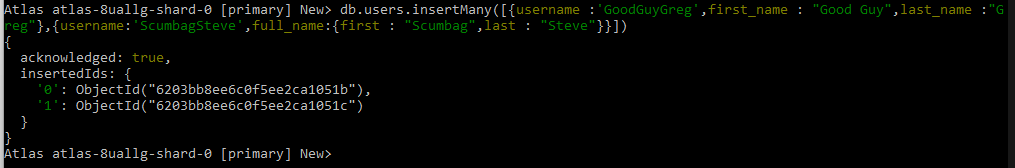 Atlas atlas-8uallg-shard-0 [primary] New> db.users.insertMany([{username :'GoodGuyGreg',first_name : "Good Guy",last_name :"G
reg"},{username:'ScumbagSteve',full_name:{first : "Scumbag",last : "Steve"}}])
{
  acknowledged: true,
  insertedIds: {
    '0': ObjectId("6203bb8ee6c0f5ee2ca1051b"),
    '1': ObjectId("6203bb8ee6c0f5ee2ca1051c")
  }
}
Atlas atlas-8uallg-shard-0 [primary] New>